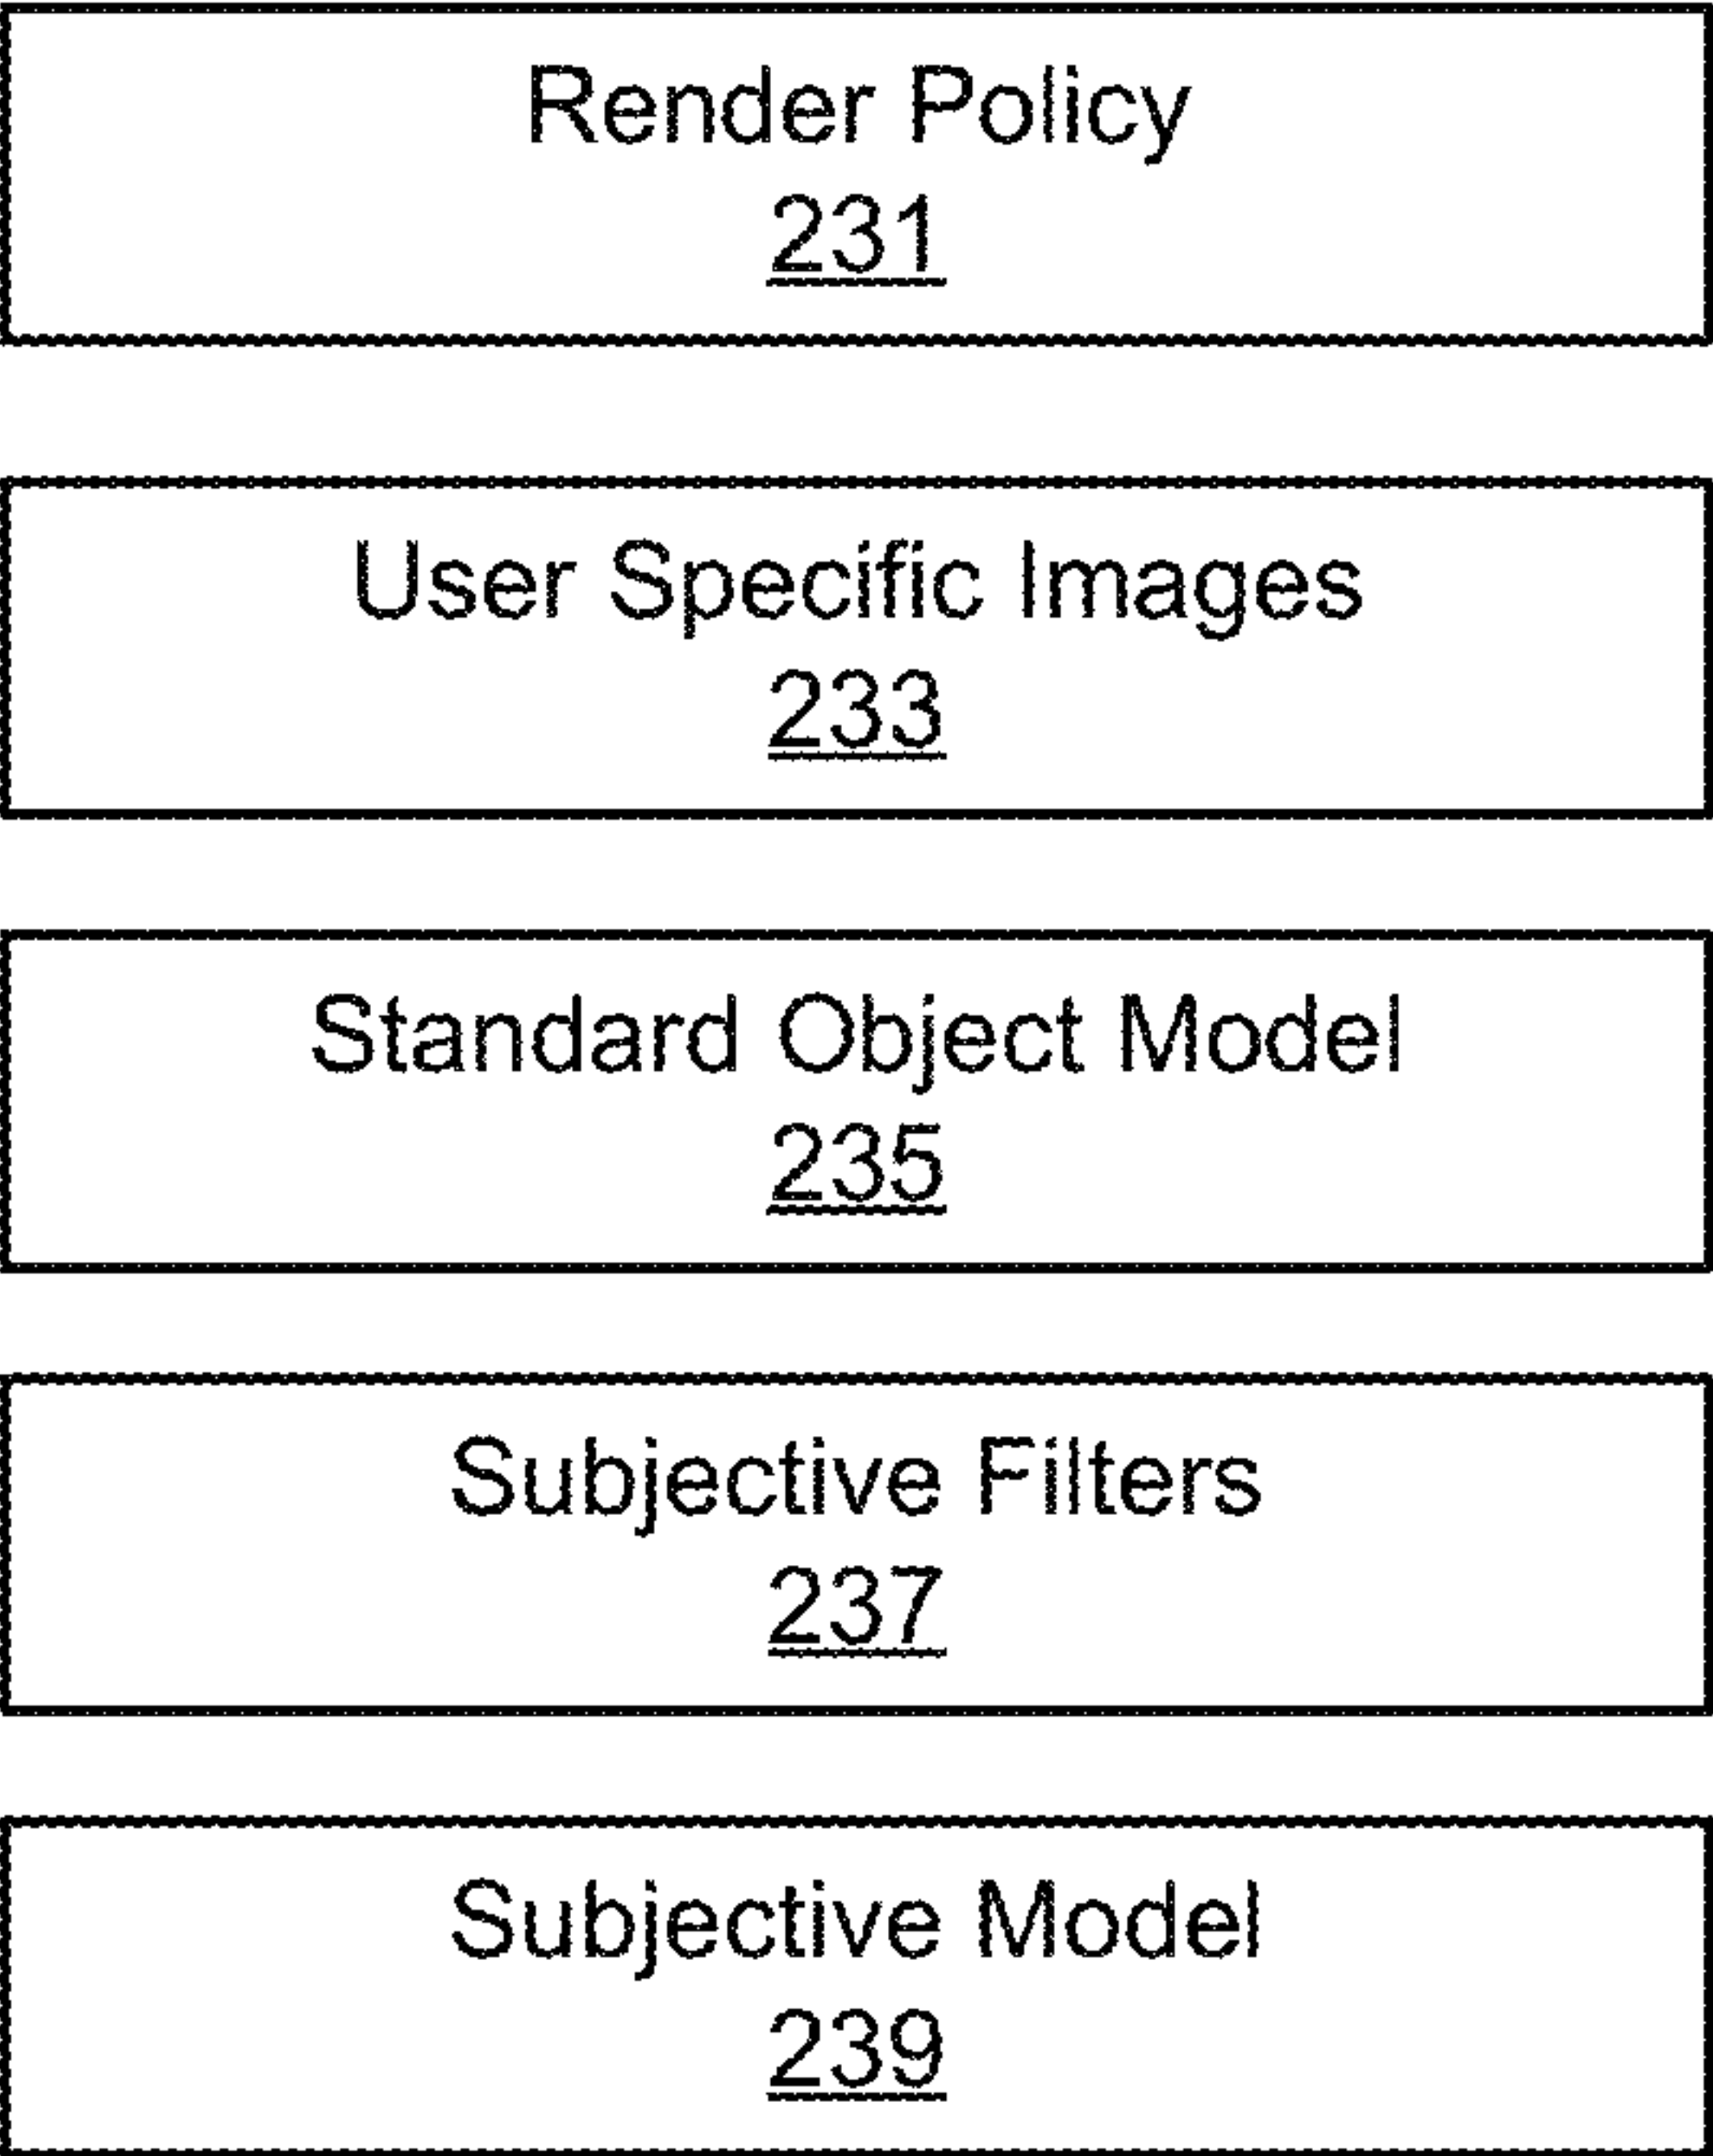 Render Policy
231
User Specific Images
233
Standard Object Model
235
Subjective Filters
237
Subjective Model
239